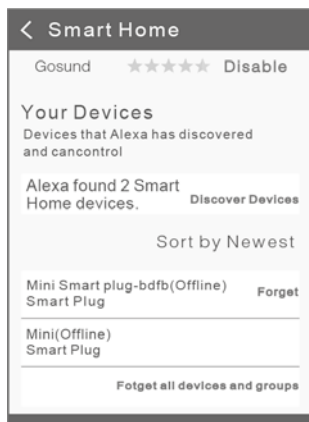 Smart Home
Gosund Disable
Your Devices
Devices that Alexa has discovered
and cancontrol
Alexa found 2 Smart
Home devices. Discover Devices
Sort by Newest
Mini Smart plug-bdfb(Offline)
Smart Plug Forget
Mini(Offline)
Smart Plug
Fotget all devices and groups